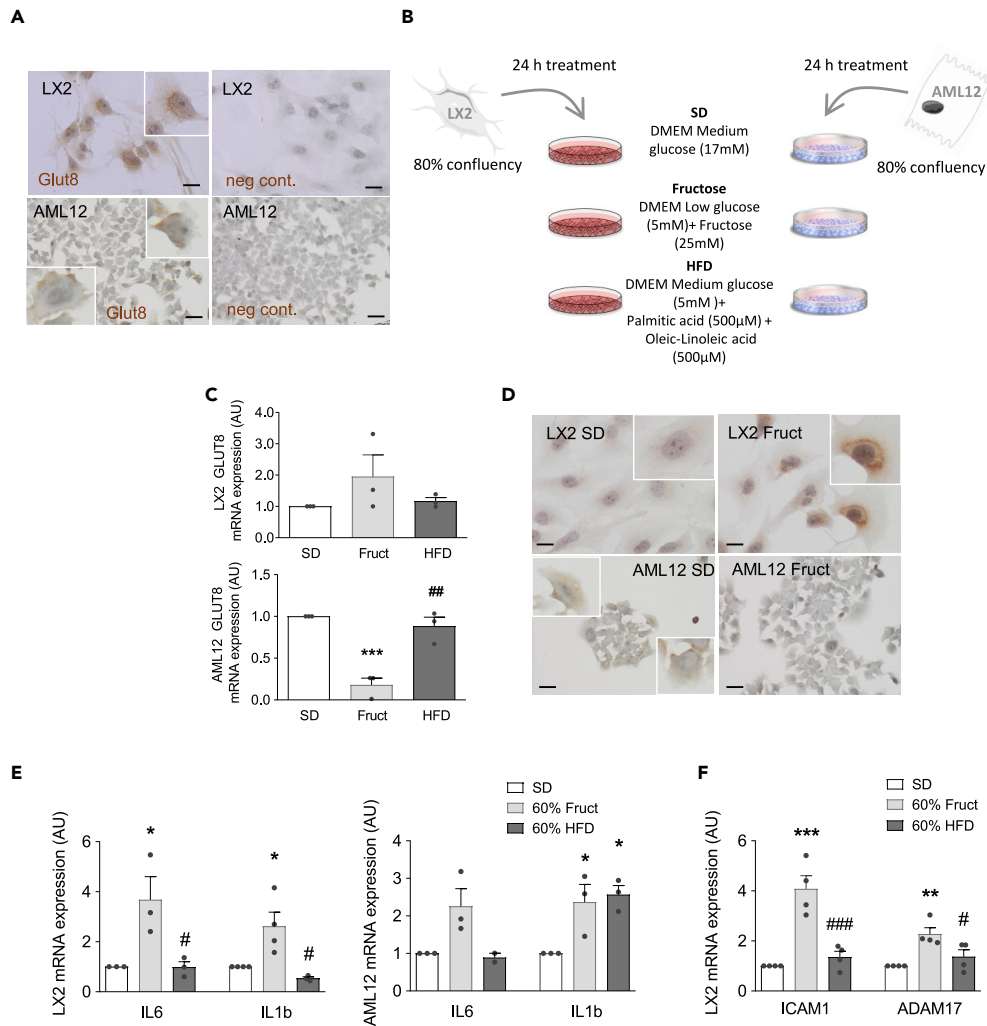 A
LX2
LX2
Glut8
neg cont.
AML12
AML12
Glut8
neg cont.
B
24 h treatment
24 h treatment
LX2
AML12
80% confluency
80% confluency
SD
DMEM Medium
glucose (17mM)
Fructose
DMEM Low glucose
(5mM)+ Fructose
(25mM)
HFD
DMEM Medium glucose
(5mM )+
Palmitic acid (500µM) +
Oleic-Linoleic acid
(500µM)
C
LX2 GLUT8
mRNA expression (AU)
4.0
3.0
2.0
1.0
0.0
SD Fruct HFD
AML12 GLUT8
mRNA expression (AU)
1.5
1.0
0.5
0.0
***
##
SD Fruct HFD
D
LX2 SD
LX2 Fruct
AML12 SD
AML12 Fruct
E
LX2 mRNA expression (AU)
6
4
2
0
*
#
*
#
IL6 IL1b
SD
60% Fruct
60% HFD
AML12 mRNA expression (AU)
4
3
2
1
0
*
*
IL6 IL1b
F
SD
60% Fruct
60% HFD
LX2 mRNA expression (AU)
6
4
2
0
***
###
**
#
ICAM1 ADAM17